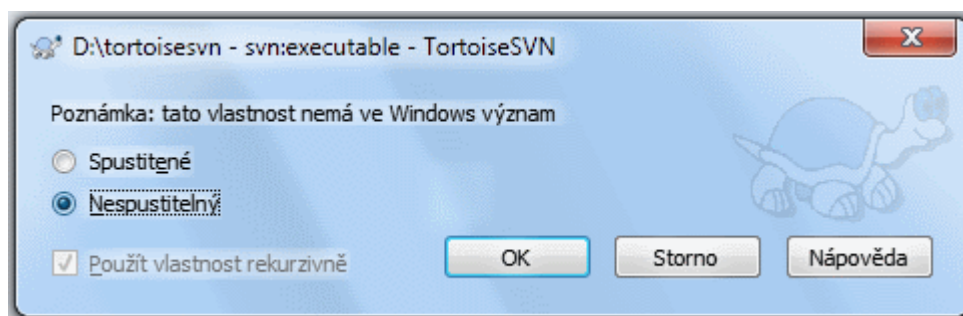 D:\tortoisesvn - svn:executable - TortoiseSVN
Poznámka: tato vlastnost nemá ve Windows význam
Spustitené
Nespustitelný
Použít vlastnost rekurzivně
OK
Storno
Nápověda